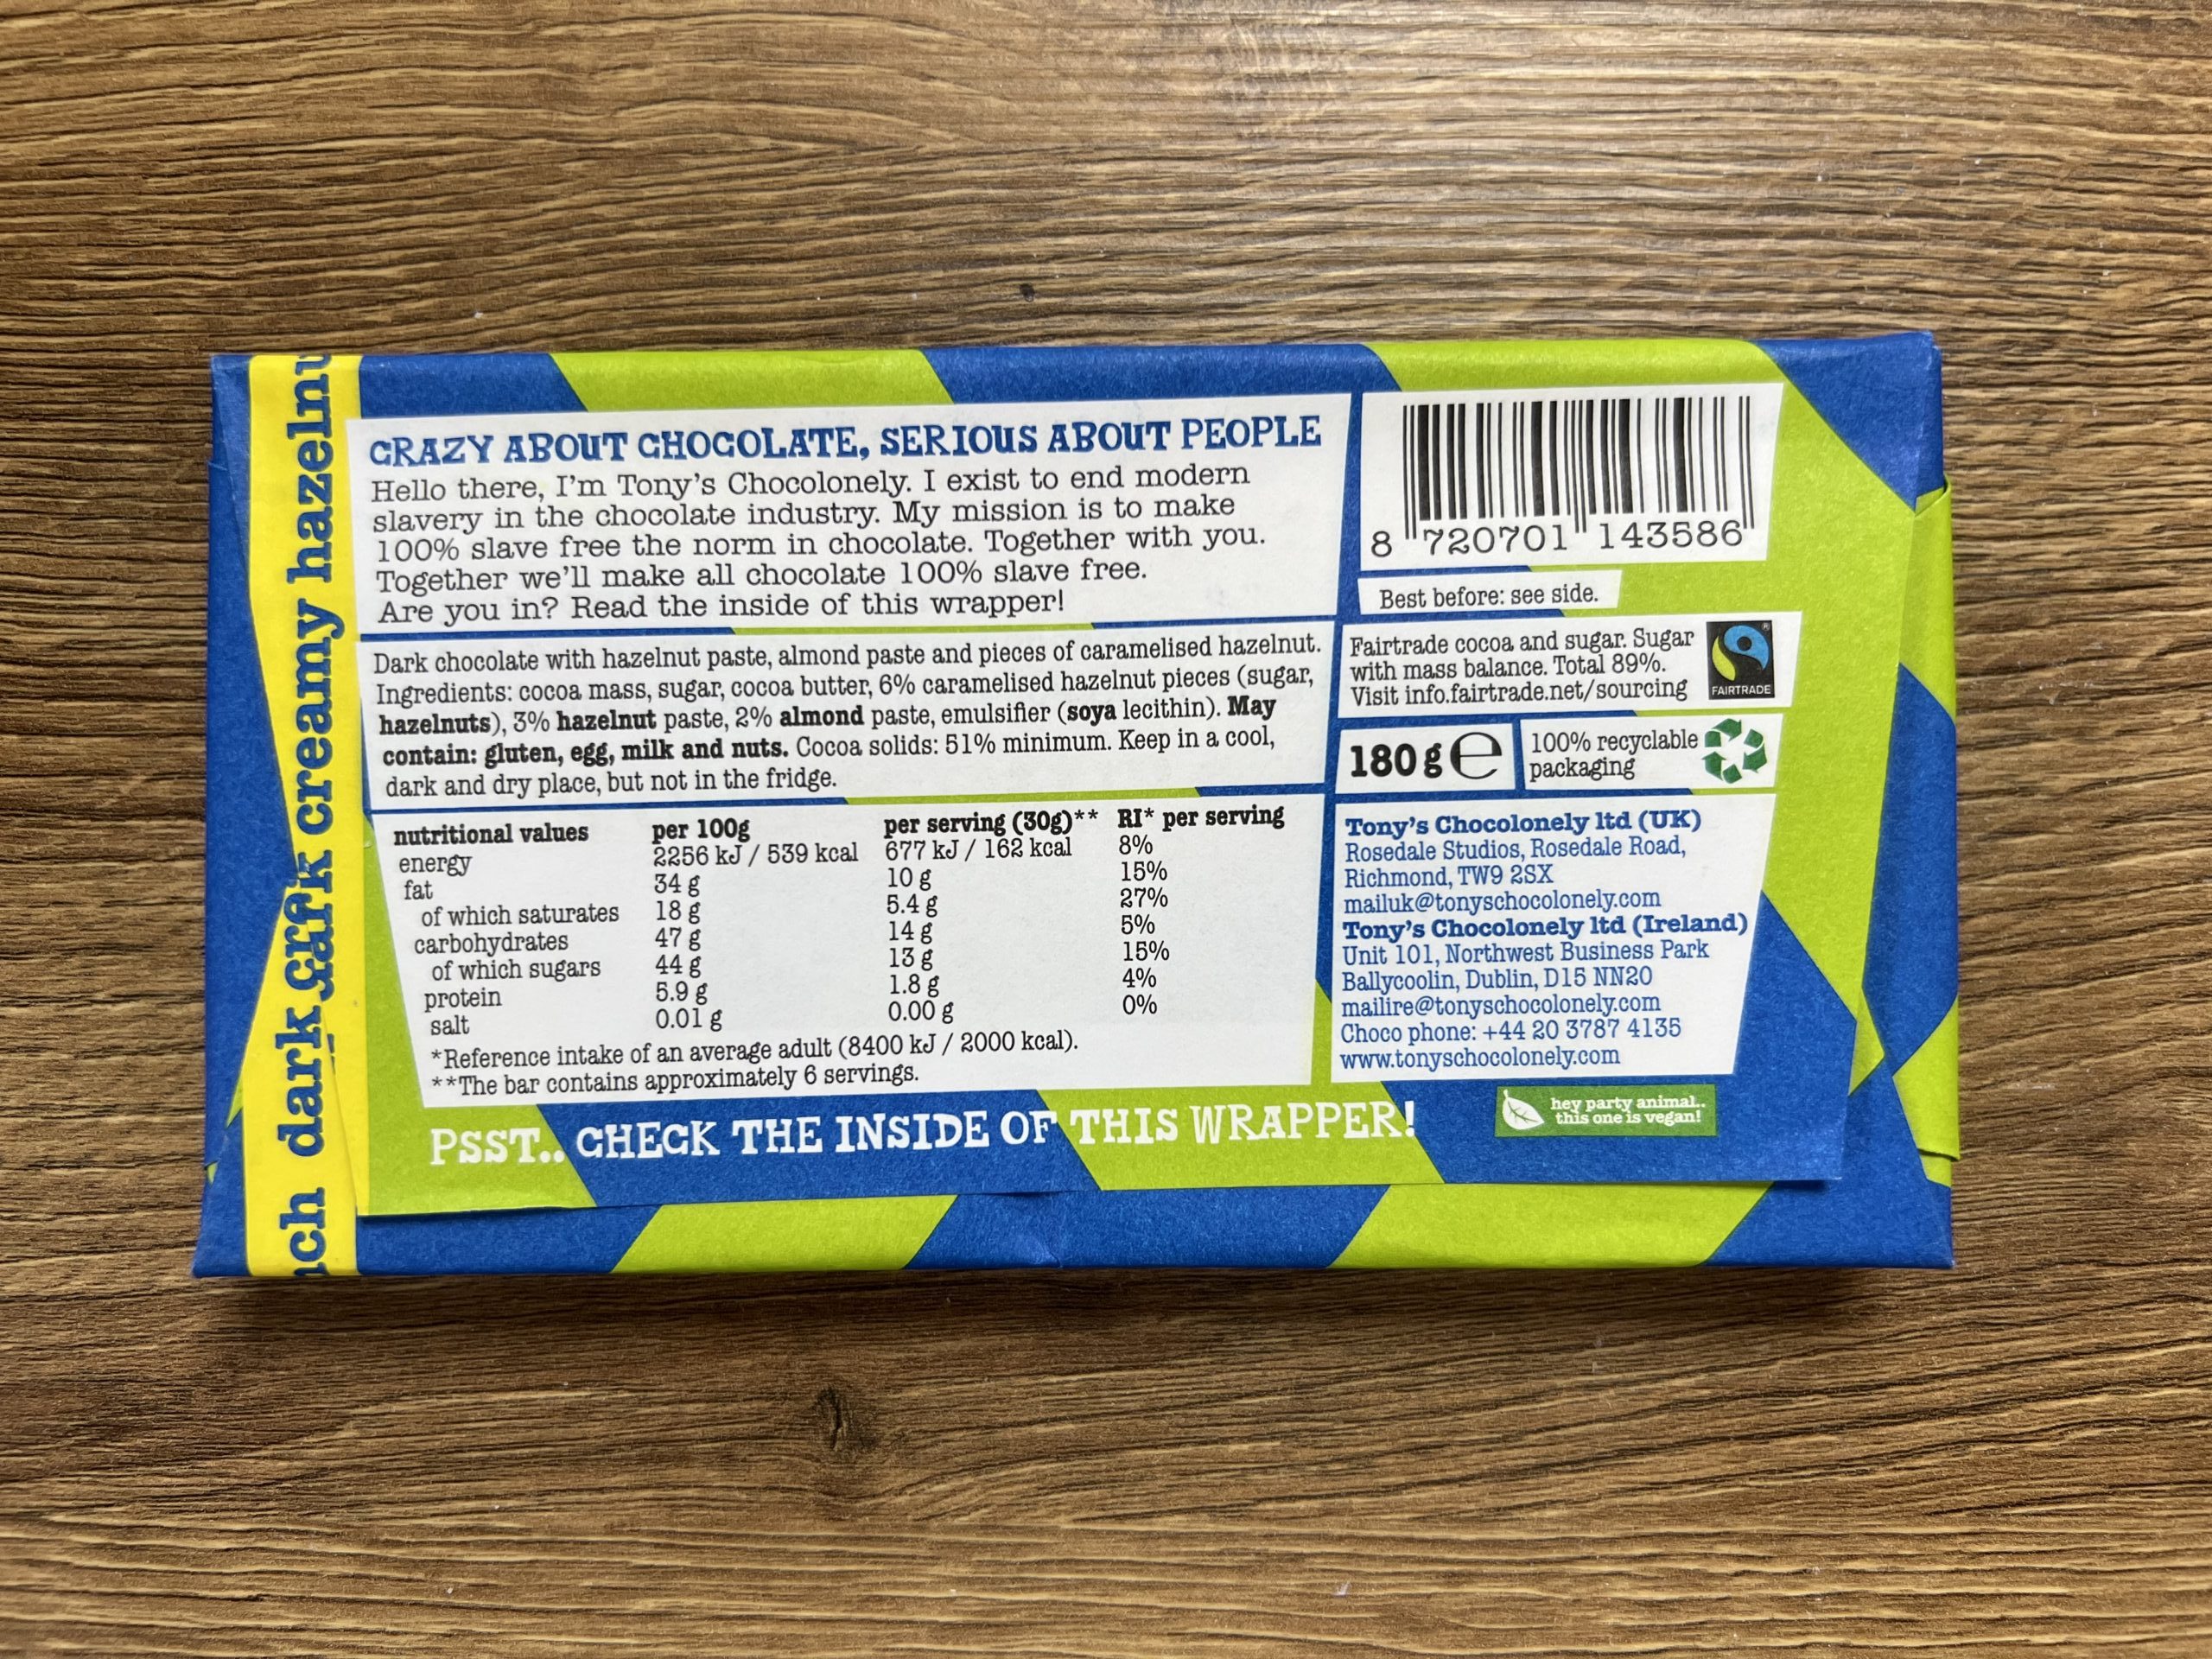 dark creamy hazelnu
nch dark cr
CRAZY ABOUT CHOCOLATE, SERIOUS ABOUT PEOPLE
Hello there, I'm Tony's Chocolonely. I exist to end modern
slavery in the chocolate industry. My mission is to make
100% slave free the norm in chocolate. Together with you.
Together we'll make all chocolate 100% slave free.
Are you in? Read the inside of this wrapper!
Dark chocolate with hazelnut paste, almond paste and pieces of caramelised hazelnut.
Ingredients: cocoa mass, sugar, cocoa butter, 6% caramelised hazelnut pieces (sugar,
hazelnuts), 3% hazelnut paste, 2% almond paste, emulsifier (soya lecithin). May
contain: gluten, egg, milk and nuts. Cocoa solids: 51% minimum. Keep in a cool,
dark and dry place, but not in the fridge.
nutritional values per 100g per serving (30g)** RI* per serving
energy 2256 kJ / 539 kcal 677 kJ / 162 kcal 8%
fat 34 g 10 g 15%
of which saturates 18 g 5.4 g 27%
carbohydrates 47 g 14 g 5%
of which sugars 44 g 13 g 15%
protein 5.9 g 1.8 g 4%
salt 0.01 g 0.00 g 0%
*Reference intake of an average adult (8400 kJ / 2000 kcal).
**The bar contains approximately 6 servings.
PSST.. CHECK THE INSIDE OF THIS WRAPPER!
8 720701 143586
Best before: see side.
Fairtrade cocoa and sugar. Sugar
with mass balance. Total 89%.
Visit info.fairtrade.net/sourcing
FAIRTRADE
180 g e
100% recyclable
packaging
Tony's Chocolonely ltd (UK)
Rosedale Studios, Rosedale Road,
Richmond, TW9 2SX
mailuk@tonyschocolonely.com
Tony's Chocolonely ltd (Ireland)
Unit 101, Northwest Business Park
Ballycoolin, Dublin, D15 NN20
mailire@tonyschocolonely.com
Choco phone: +44 20 3787 4135
www.tonyschocolonely.com
hey party animal..
this one is vegan!